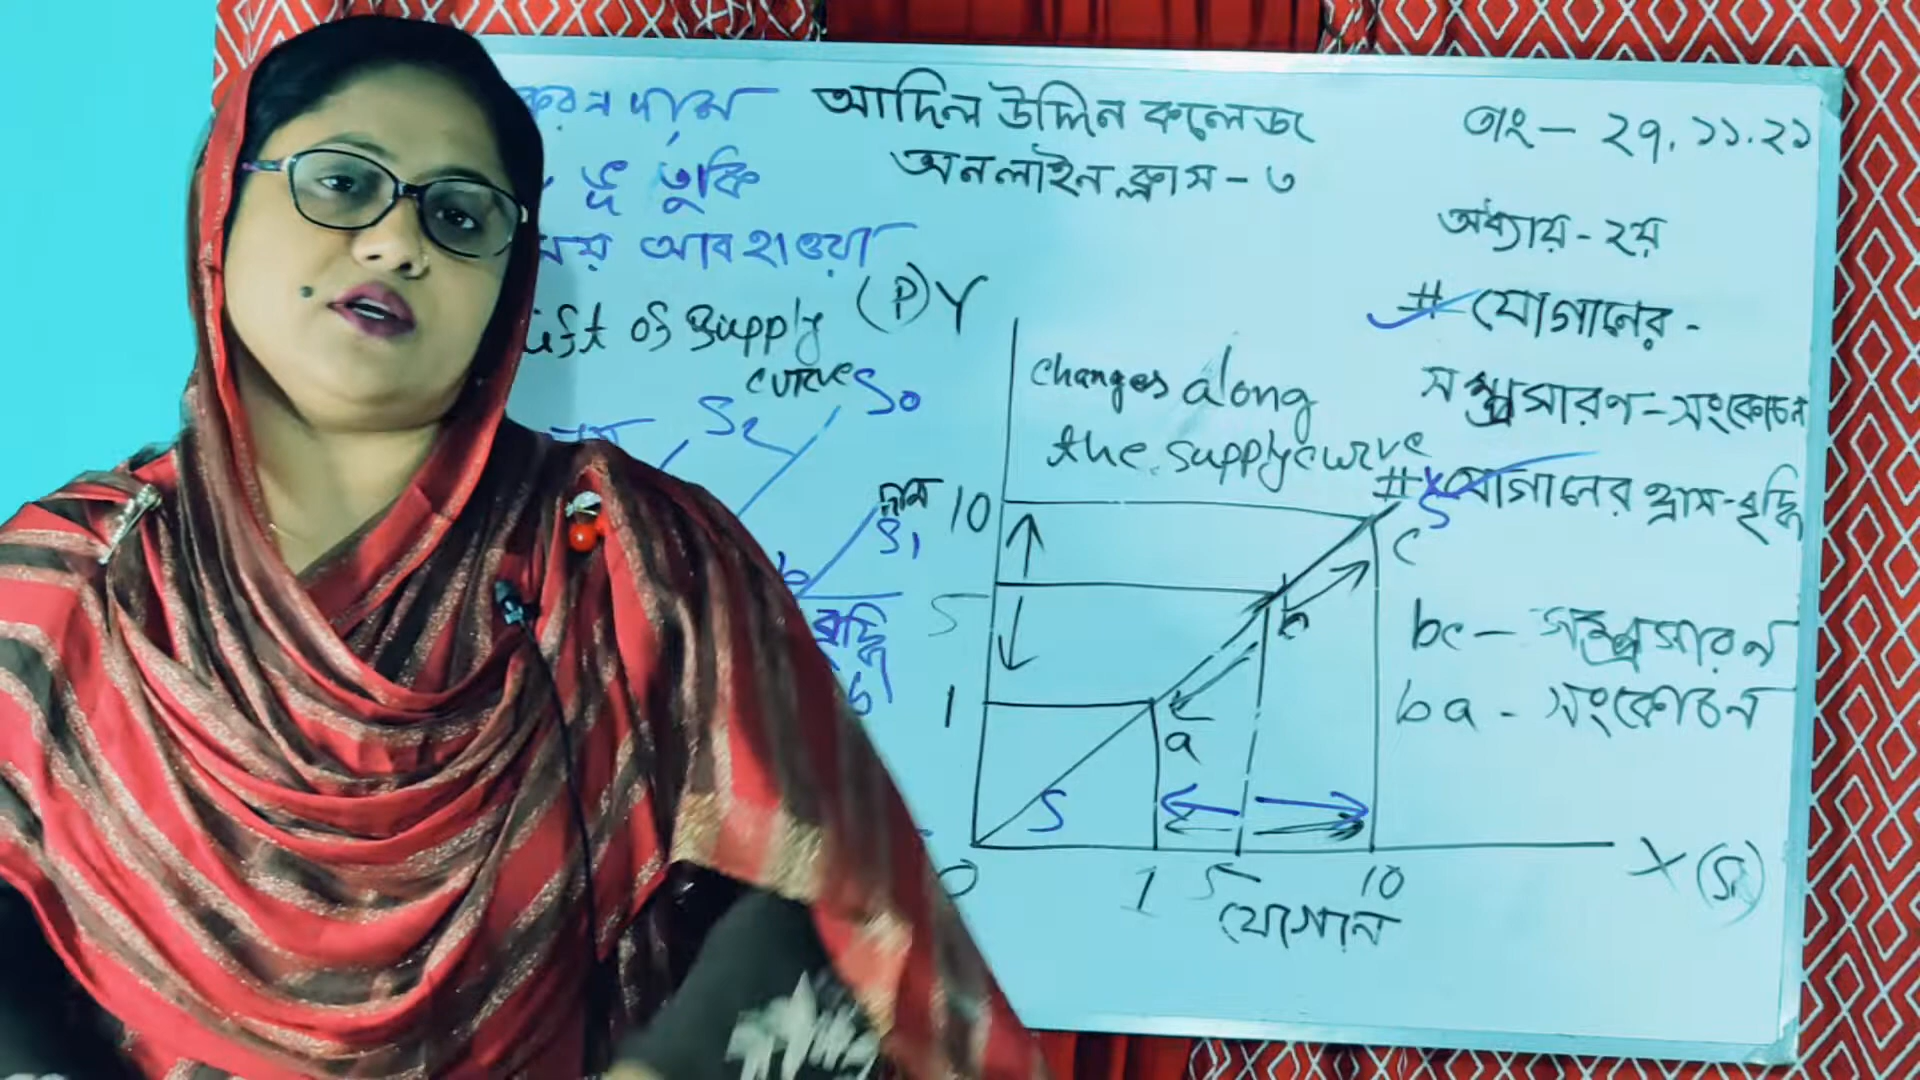 আদিল উদ্দিন কলেজ
অনলাইন ক্লাস - ৩
তাং - ২৭.১১.২১
অধ্যায় - ২য়
# যোগানের -
সম্প্রসারণ - সংকোচন
# যোগানের হ্রাস-বৃদ্ধি
দাম
ভর্তুকি
আবহাওয়া
of Supply
curve
S0
S2
দাম
S1
b
(P) Y
changes along
the supply curve
10
5
1
0
S
c
b
a
S
bc - সম্প্রসারণ
ba - সংকোচন
1 5 10
X (S)
যোগান